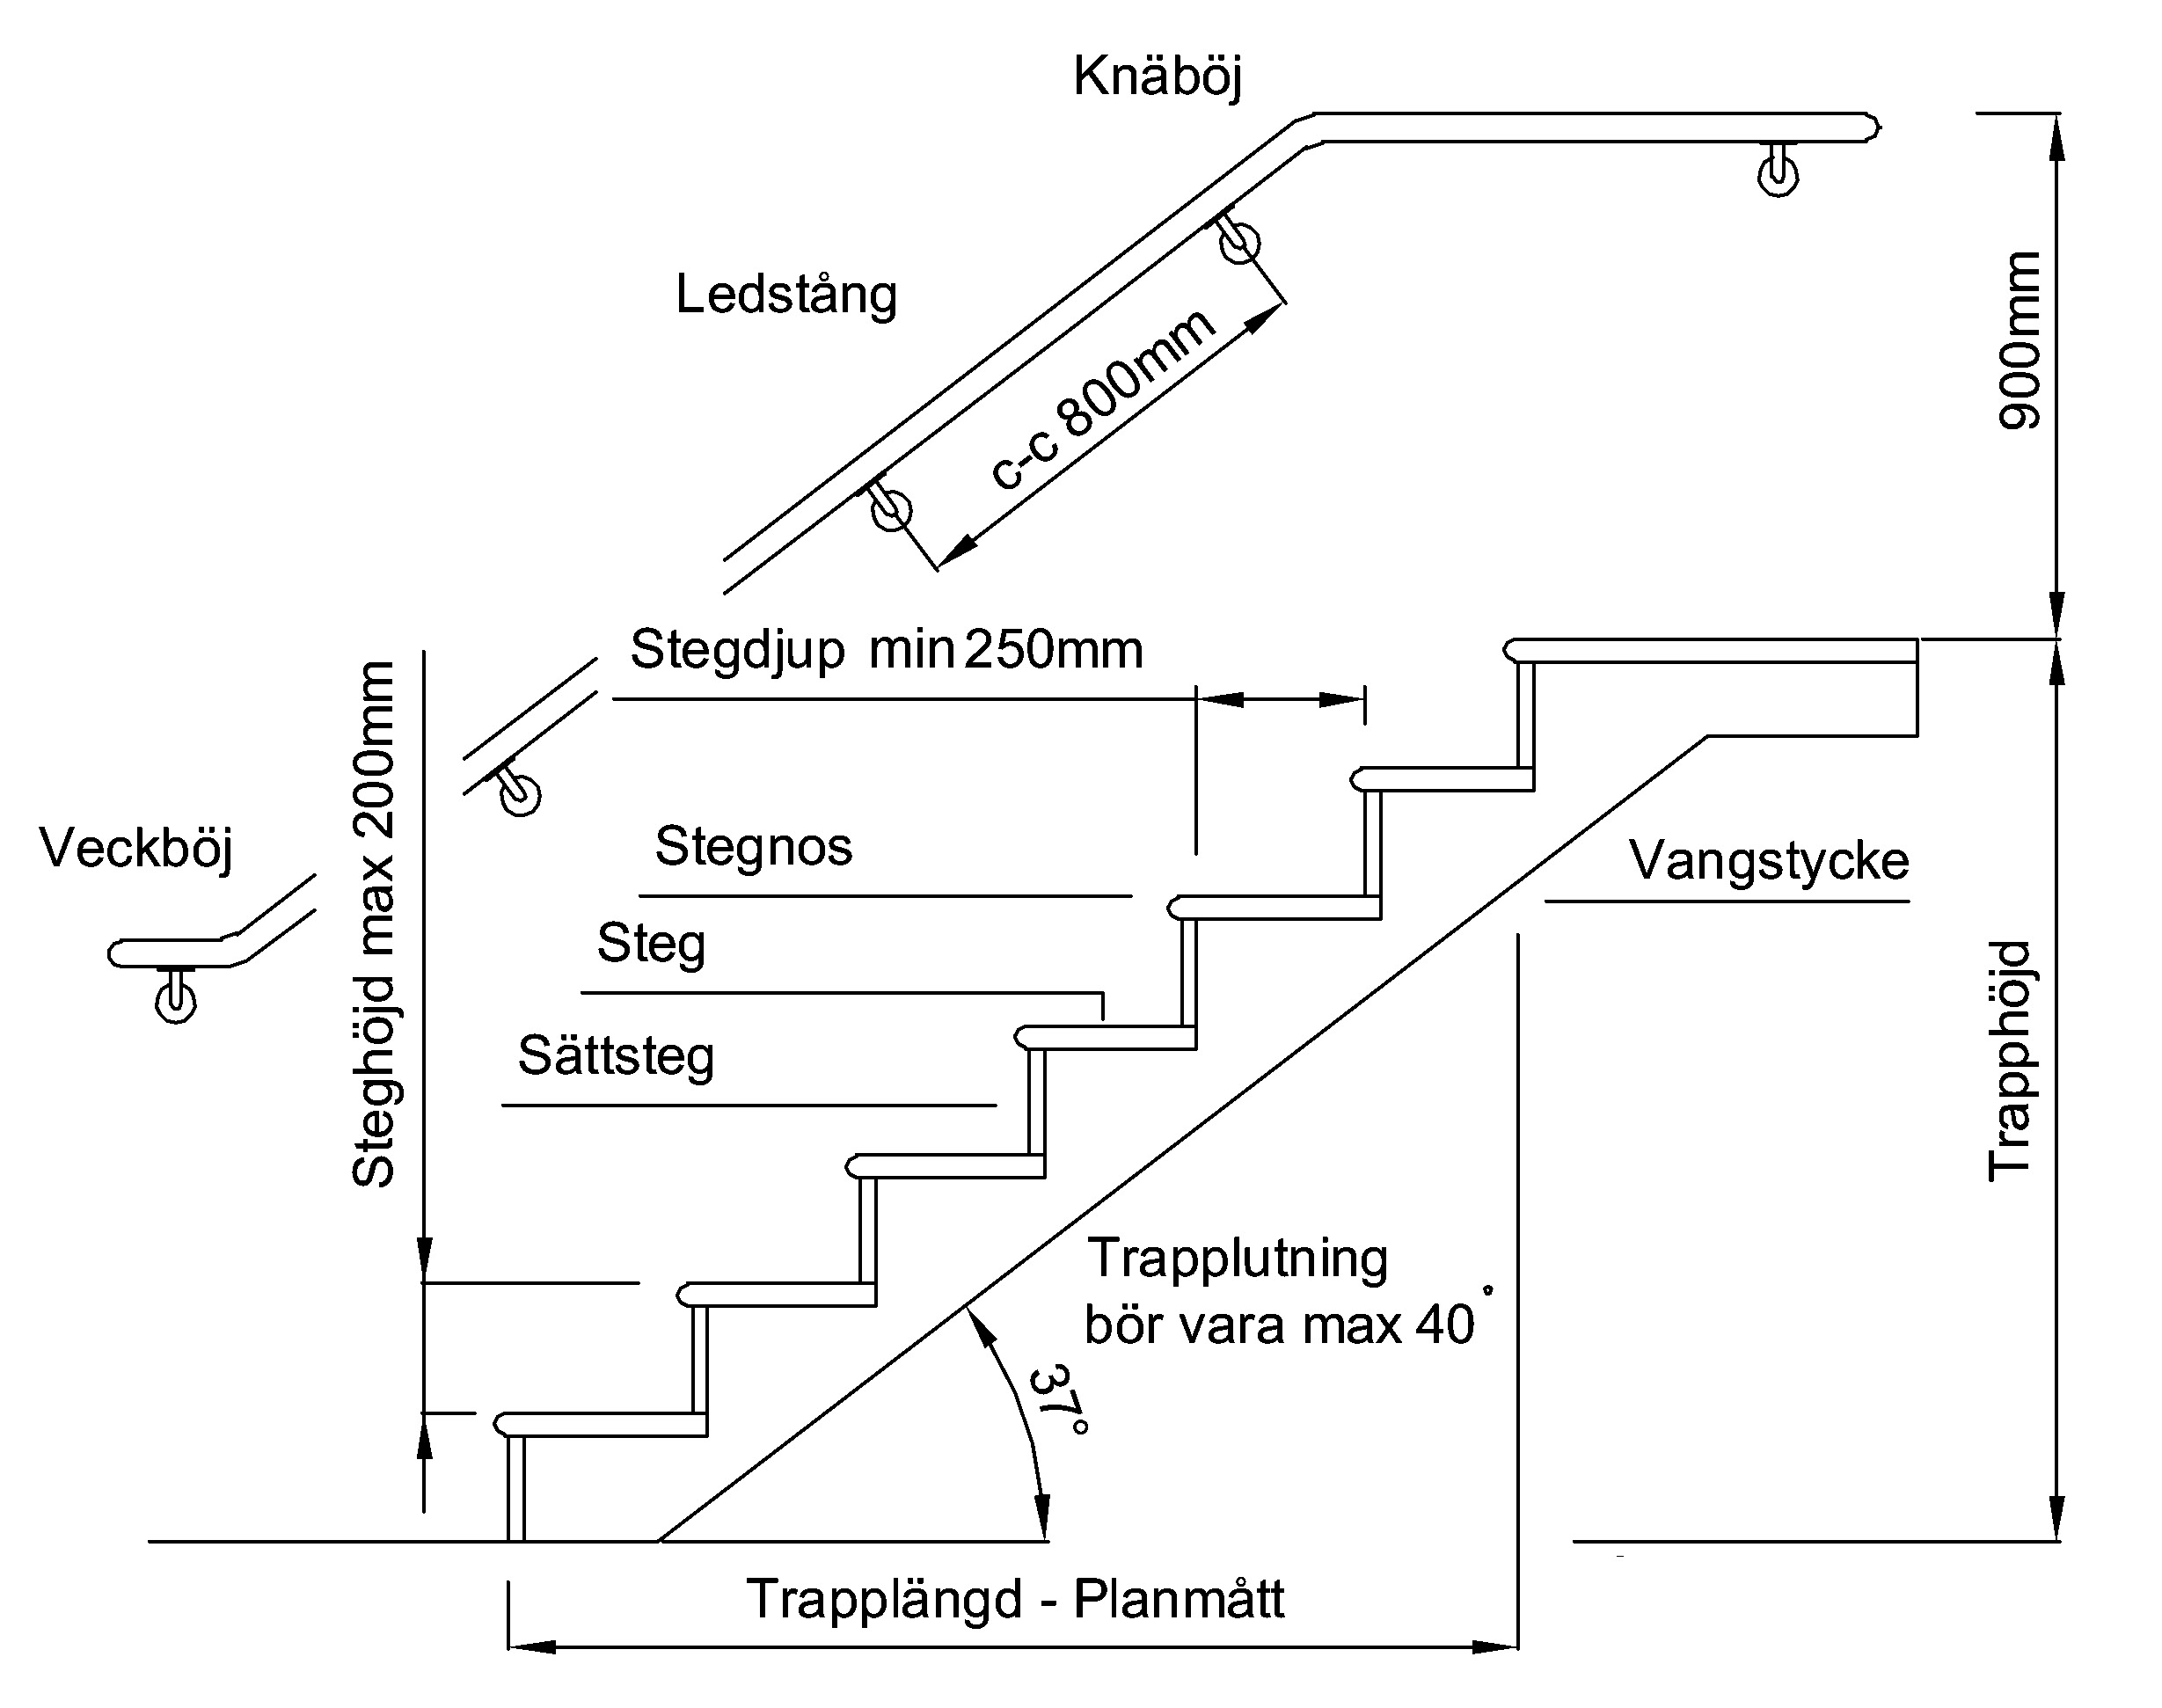 Knäböj
Ledstång
c-c 800mm
900mm
Stegdjup min 250mm
Steghöjd max 200mm
Veckböj
Stegnos
Vangstycke
Steg
Sättsteg
Trapphöjd
Trapplutning
bör vara max 40°
37°
Trapplängd - Planmått